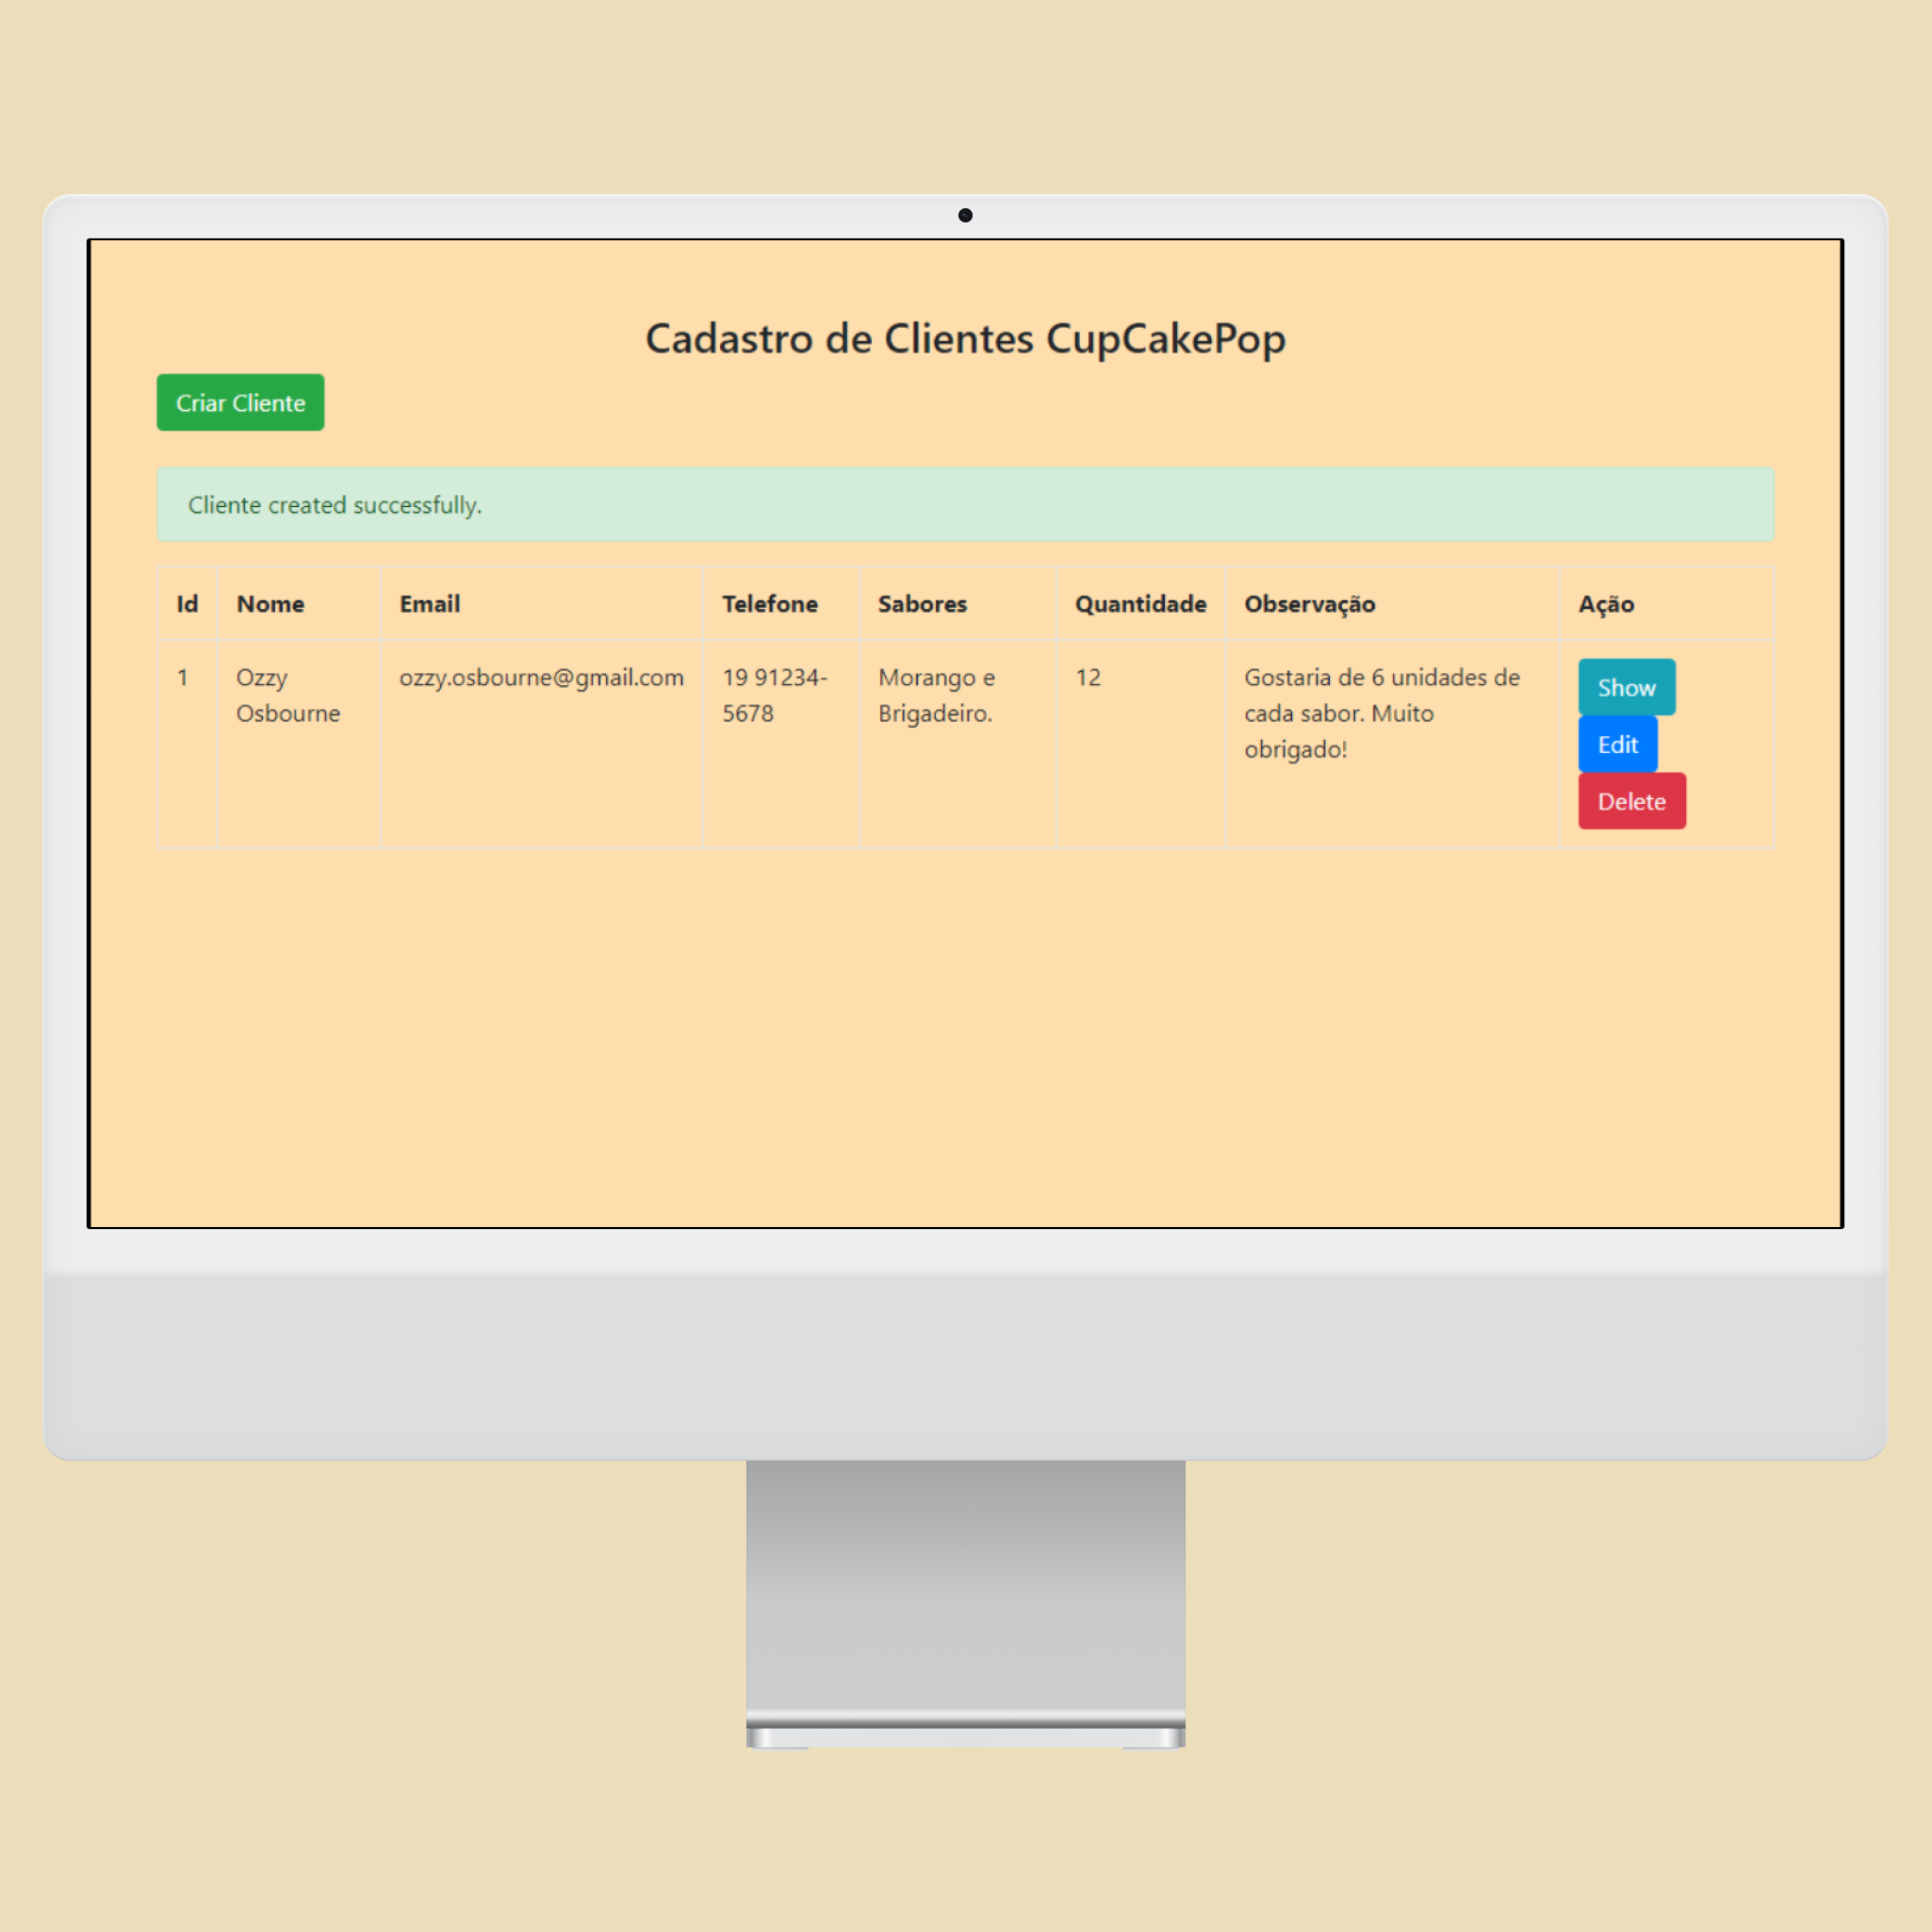 Cadastro de Clientes CupCakePop
Criar Cliente
Cliente created successfully.
Id Nome Email Telefone Sabores Quantidade Observação Ação
1 Ozzy Osbourne ozzy.osbourne@gmail.com 19 91234-5678 Morango e Brigadeiro. 12 Gostaria de 6 unidades de cada sabor. Muito obrigado!
Show
Edit
Delete